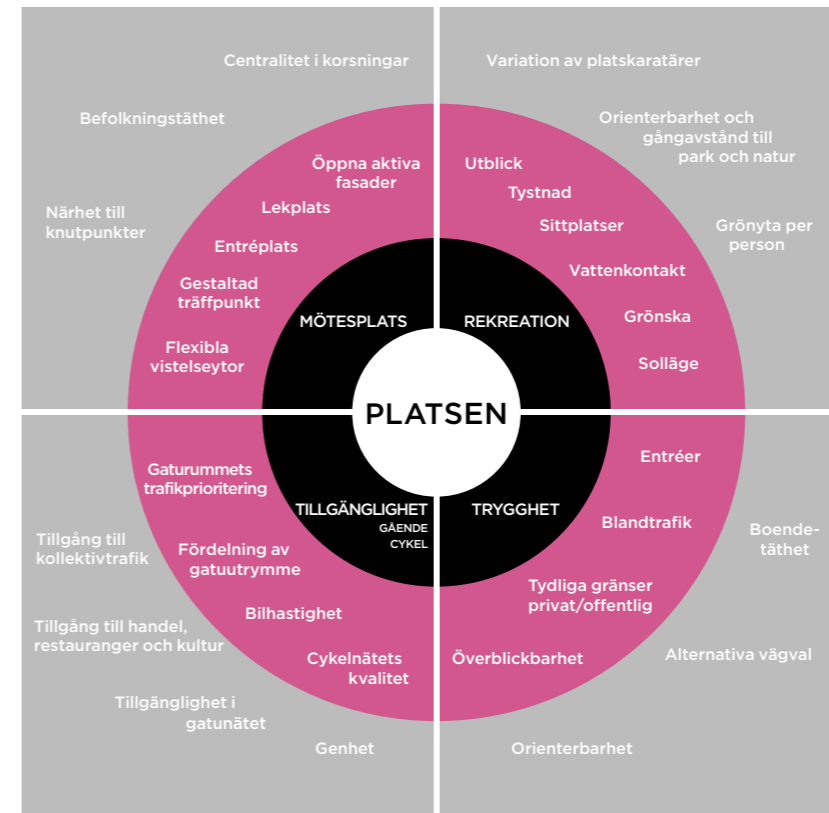 Centralitet i korsningar
Befolkningstäthet
Närhet till
knutpunkter
Öppna aktiva
fasader
Lekplats
Entréplats
Gestaltad
träffpunkt
Flexibla
vistelseytor
MÖTESPLATS
Variation av platskaratärer
Orienterbarhet och
gångavstånd till
park och natur
Grönyta per
person
Utblick
Tystnad
Sittplatser
Vattenkontakt
Grönska
Solläge
REKREATION
PLATSEN
TILLGÄNGLIGHET
GÅENDE
CYKEL
Gaturummets
trafikprioritering
Fördelning av
gatuutrymme
Bilhastighet
Cykelnätets
kvalitet
Tillgång till
kollektivtrafik
Tillgång till handel,
restauranger och kultur
Tillgänglighet i
gatunätet
Genhet
TRYGGHET
Entréer
Blandtrafik
Tydliga gränser
privat/offentlig
Överblickbarhet
Boende-
täthet
Alternativa vägval
Orienterbarhet